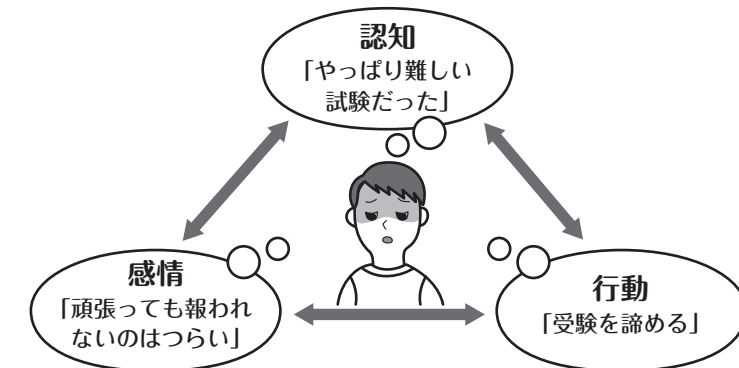 認知
「やっぱり難しい
試験だった」
感情
「頑張っても報われ
ないのはつらい」
行動
「受験を諦める」